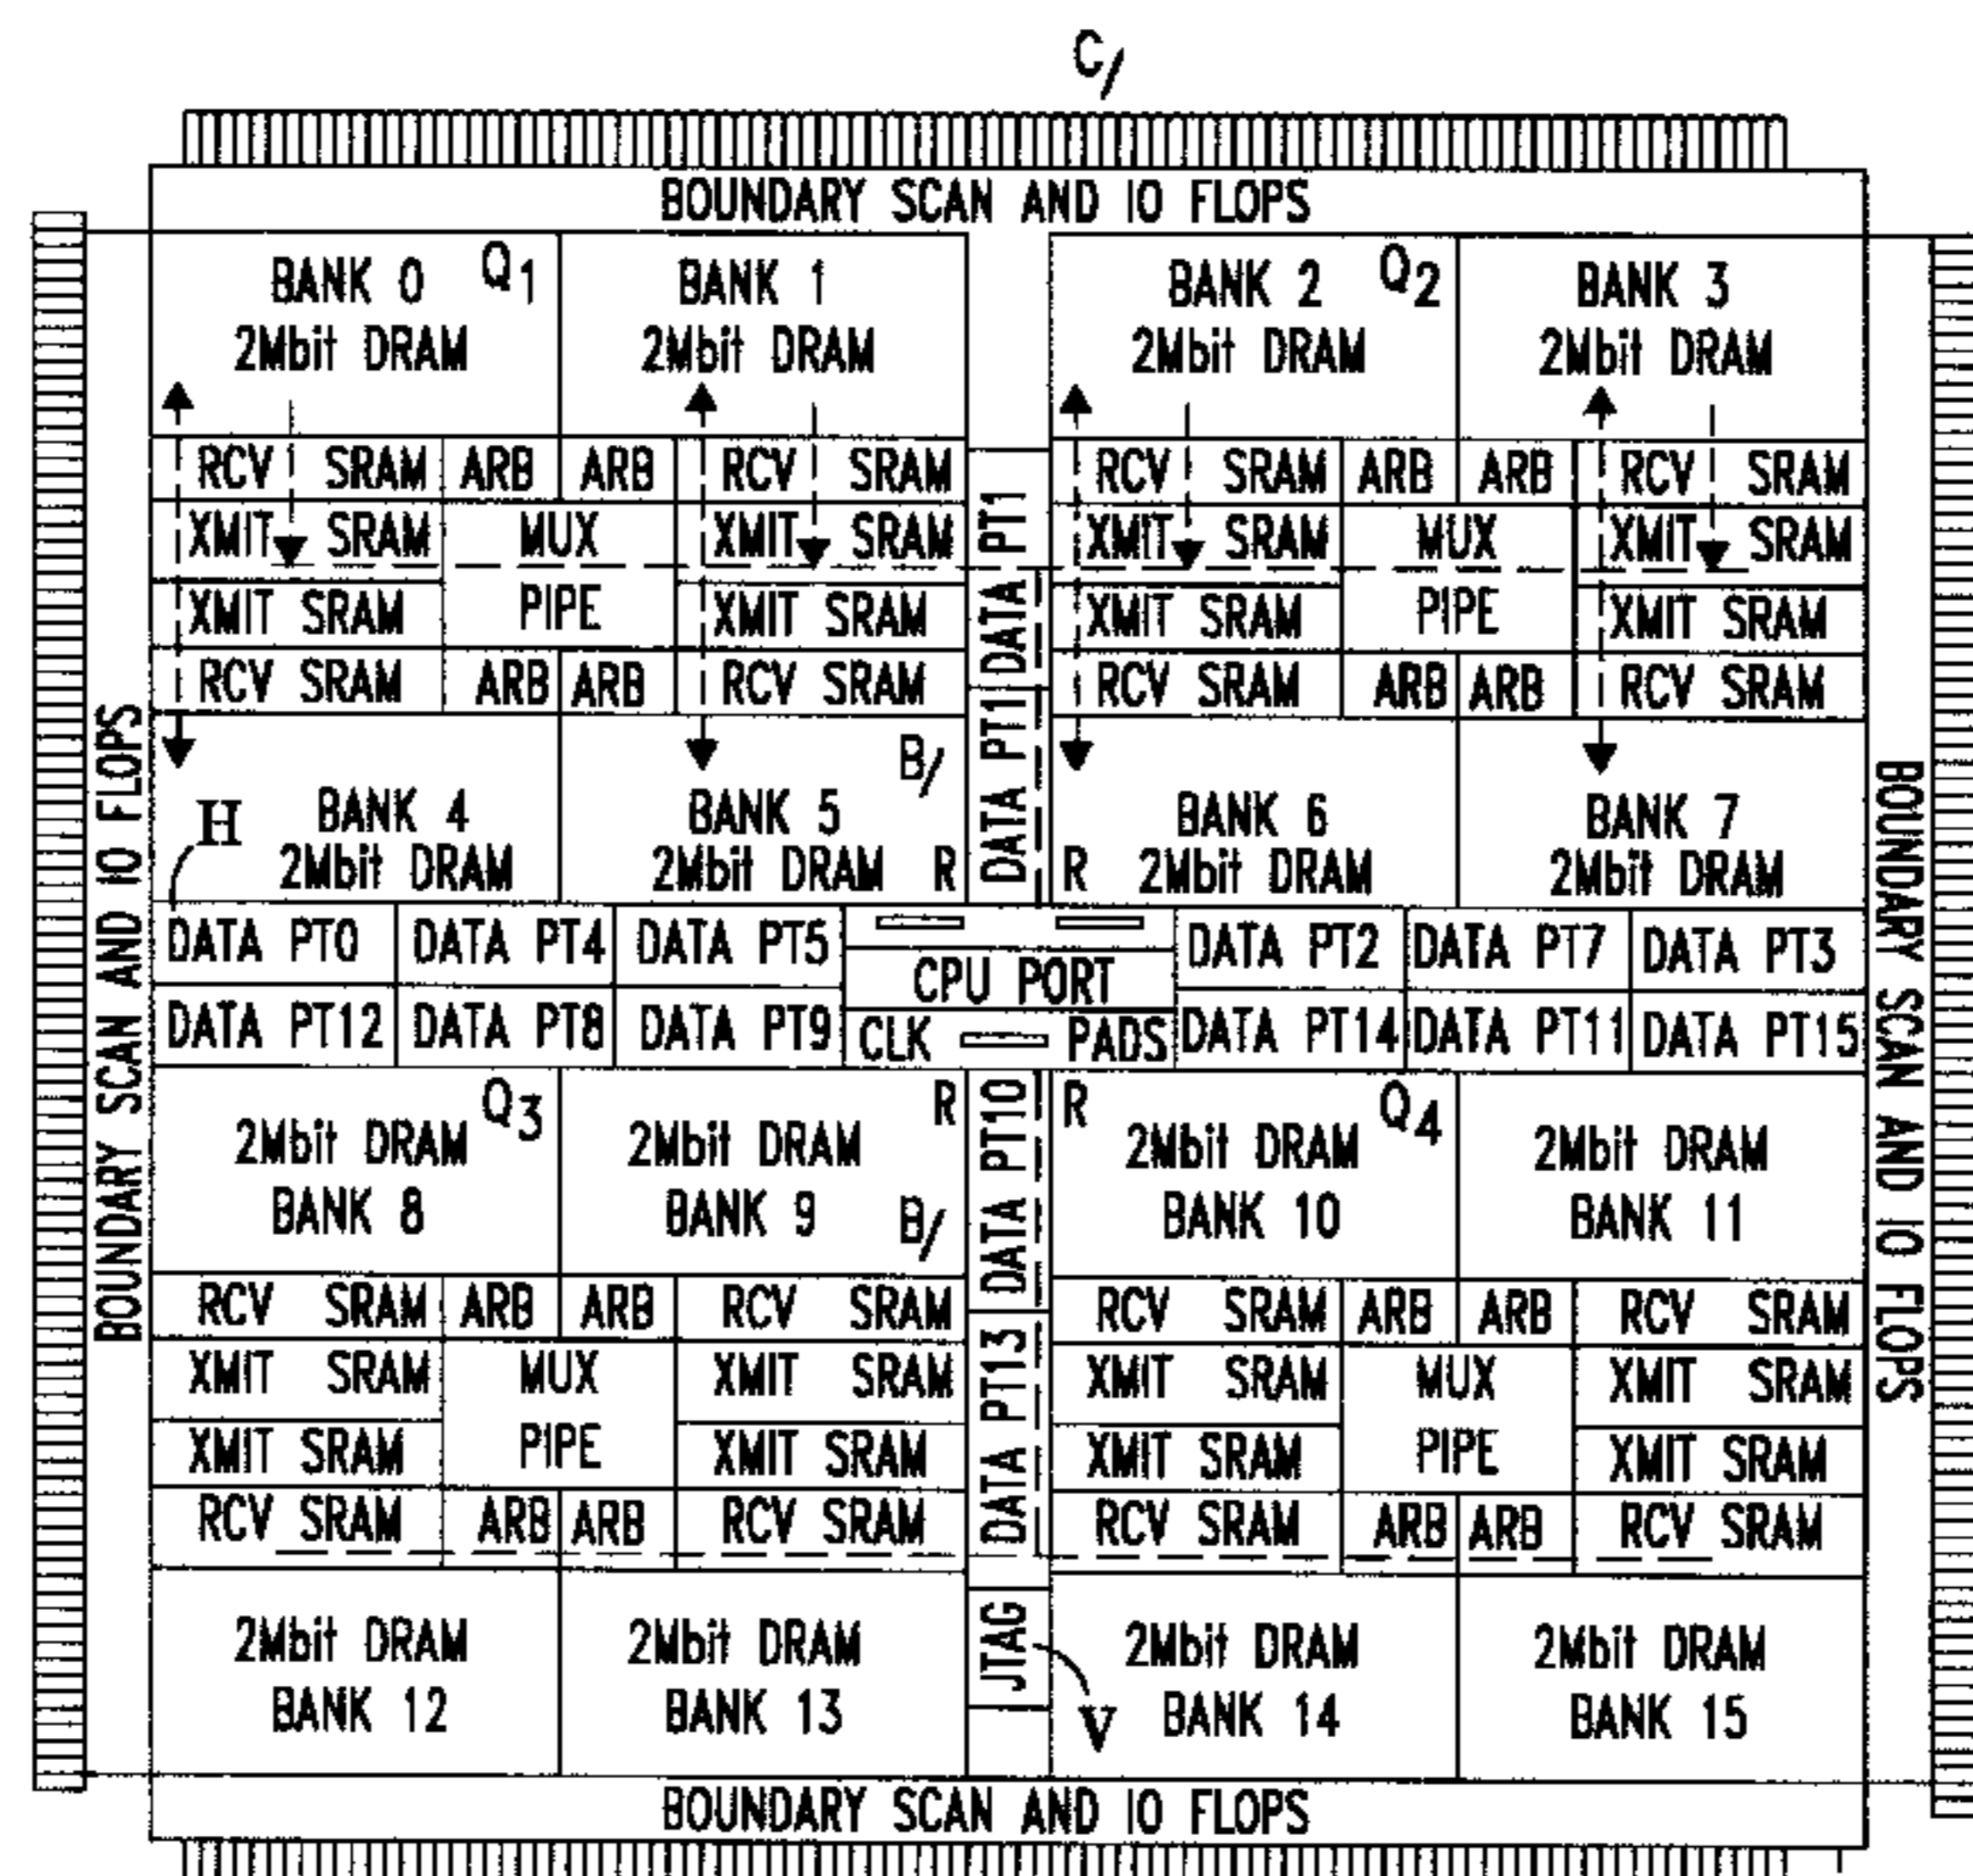 C/
BOUNDARY SCAN AND IO FLOPS
BANK 0 Q1 BANK 1 BANK 2 Q2 BANK 3
2Mbit DRAM 2Mbit DRAM 2Mbit DRAM 2Mbit DRAM
RCV SRAM ARB ARB RCV SRAM RCV SRAM ARB ARB RCV SRAM
XMIT SRAM MUX XMIT SRAM XMIT SRAM MUX XMIT SRAM
XMIT SRAM PIPE XMIT SRAM XMIT SRAM PIPE XMIT SRAM
RCV SRAM ARB ARB RCV SRAM RCV SRAM ARB ARB RCV SRAM
DATA PT1
DATA PT1
B/
H BANK 4 BANK 5 BANK 6 BANK 7
2Mbit DRAM 2Mbit DRAM R R 2Mbit DRAM 2Mbit DRAM
DATA PT0 DATA PT4 DATA PT5 DATA PT2 DATA PT7 DATA PT3
CPU PORT
DATA PT12 DATA PT8 DATA PT9 CLK PADS DATA PT14 DATA PT11 DATA PT15
Q3 R R Q4
2Mbit DRAM 2Mbit DRAM 2Mbit DRAM 2Mbit DRAM
BANK 8 BANK 9 B/ BANK 10 BANK 11
DATA PT10
RCV SRAM ARB ARB RCV SRAM RCV SRAM ARB ARB RCV SRAM
XMIT SRAM MUX XMIT SRAM XMIT SRAM MUX XMIT SRAM
XMIT SRAM PIPE XMIT SRAM XMIT SRAM PIPE XMIT SRAM
RCV SRAM ARB ARB RCV SRAM RCV SRAM ARB ARB RCV SRAM
DATA PT13
2Mbit DRAM 2Mbit DRAM 2Mbit DRAM 2Mbit DRAM
BANK 12 BANK 13 BANK 14 BANK 15
JTAG
V
BOUNDARY SCAN AND IO FLOPS
BOUNDARY SCAN AND IO FLOPS
BOUNDARY SCAN AND IO FLOPS